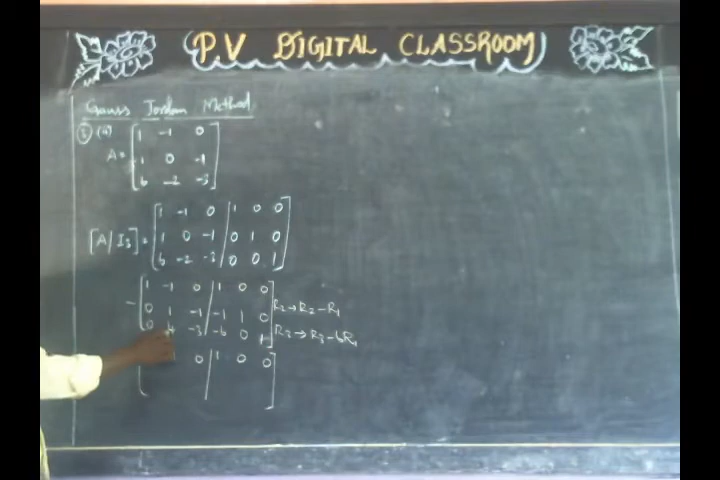 P.V DIGITAL CLASSROOM
Gauss Jordan Method
2 (ii)
A = [1 -1 0
1 0 -1
6 -2 -3]
[A/I3] = [1 -1 0 | 1 0 0
1 0 -1 | 0 1 0
6 -2 -3 | 0 0 1]
~ [1 -1 0 | 1 0 0
0 1 -1 | -1 1 0] R2 → R2 - R1
0 4 -3 | -6 0 1] R3 → R3 - 6R1
0 | 1 0 0